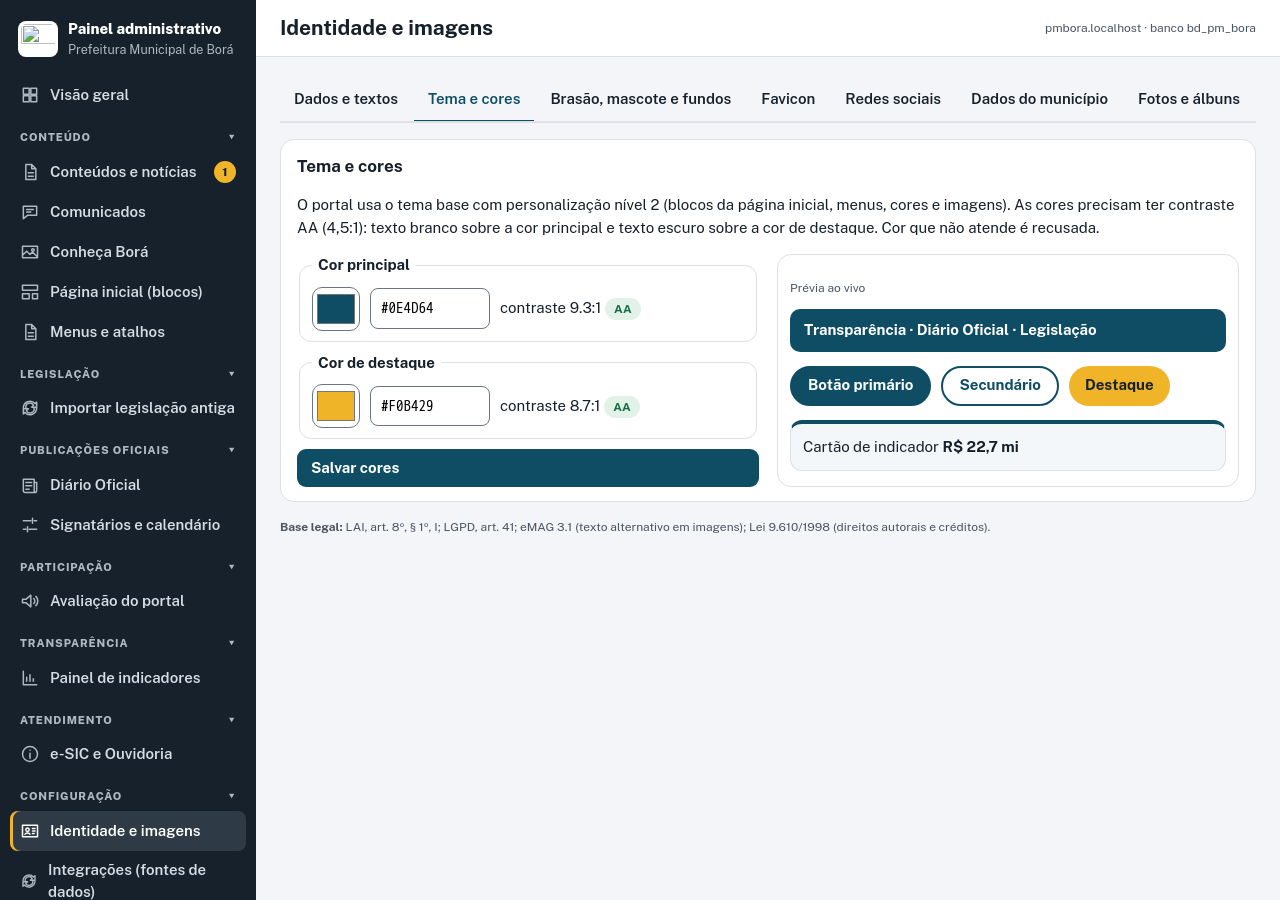 Painel administrativo
Prefeitura Municipal de Borá
Visão geral
CONTEÚDO
Conteúdos e notícias 1
Comunicados
Conheça Borá
Página inicial (blocos)
Menus e atalhos
LEGISLAÇÃO
Importar legislação antiga
PUBLICAÇÕES OFICIAIS
Diário Oficial
Signatários e calendário
PARTICIPAÇÃO
Avaliação do portal
TRANSPARÊNCIA
Painel de indicadores
ATENDIMENTO
e-SIC e Ouvidoria
CONFIGURAÇÃO
Identidade e imagens
Integrações (fontes de
dados)
Identidade e imagens
pmbora.localhost · banco bd_pm_bora
Dados e textos Tema e cores Brasão, mascote e fundos Favicon Redes sociais Dados do município Fotos e álbuns
Tema e cores
O portal usa o tema base com personalização nível 2 (blocos da página inicial, menus, cores e imagens). As cores precisam ter contraste
AA (4,5:1): texto branco sobre a cor principal e texto escuro sobre a cor de destaque. Cor que não atende é recusada.
Cor principal
#0E4D64 contraste 9.3:1 AA
Cor de destaque
#F0B429 contraste 8.7:1 AA
Salvar cores
Prévia ao vivo
Transparência · Diário Oficial · Legislação
Botão primário Secundário Destaque
Cartão de indicador R$ 22,7 mi
Base legal: LAI, art. 8º, § 1º, I; LGPD, art. 41; eMAG 3.1 (texto alternativo em imagens); Lei 9.610/1998 (direitos autorais e créditos).